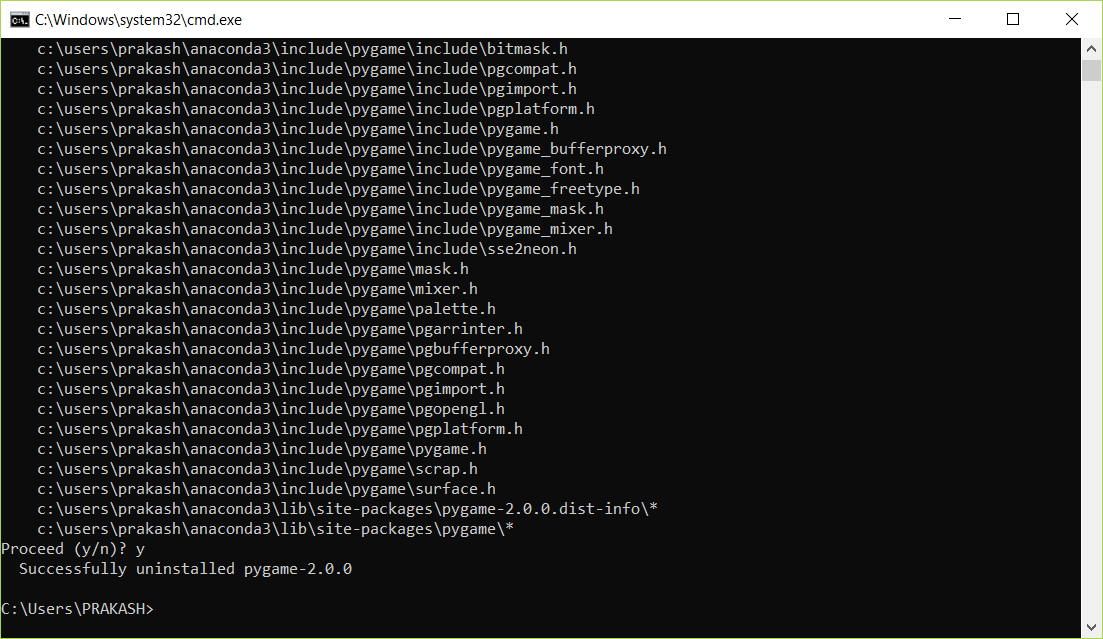 C:\Windows\system32\cmd.exe
c:\users\prakash\anaconda3\include\pygame\include\bitmask.h
c:\users\prakash\anaconda3\include\pygame\include\pgcompat.h
c:\users\prakash\anaconda3\include\pygame\include\pgimport.h
c:\users\prakash\anaconda3\include\pygame\include\pgplatform.h
c:\users\prakash\anaconda3\include\pygame\include\pygame.h
c:\users\prakash\anaconda3\include\pygame\include\pygame_bufferproxy.h
c:\users\prakash\anaconda3\include\pygame\include\pygame_font.h
c:\users\prakash\anaconda3\include\pygame\include\pygame_freetype.h
c:\users\prakash\anaconda3\include\pygame\include\pygame_mask.h
c:\users\prakash\anaconda3\include\pygame\include\pygame_mixer.h
c:\users\prakash\anaconda3\include\pygame\include\sse2neon.h
c:\users\prakash\anaconda3\include\pygame\mask.h
c:\users\prakash\anaconda3\include\pygame\mixer.h
c:\users\prakash\anaconda3\include\pygame\palette.h
c:\users\prakash\anaconda3\include\pygame\pgarrinter.h
c:\users\prakash\anaconda3\include\pygame\pgbufferproxy.h
c:\users\prakash\anaconda3\include\pygame\pgcompat.h
c:\users\prakash\anaconda3\include\pygame\pgimport.h
c:\users\prakash\anaconda3\include\pygame\pgopengl.h
c:\users\prakash\anaconda3\include\pygame\pgplatform.h
c:\users\prakash\anaconda3\include\pygame\pygame.h
c:\users\prakash\anaconda3\include\pygame\scrap.h
c:\users\prakash\anaconda3\include\pygame\surface.h
c:\users\prakash\anaconda3\lib\site-packages\pygame-2.0.0.dist-info\*
c:\users\prakash\anaconda3\lib\site-packages\pygame\*
Proceed (y/n)? y
Successfully uninstalled pygame-2.0.0
C:\Users\PRAKASH>